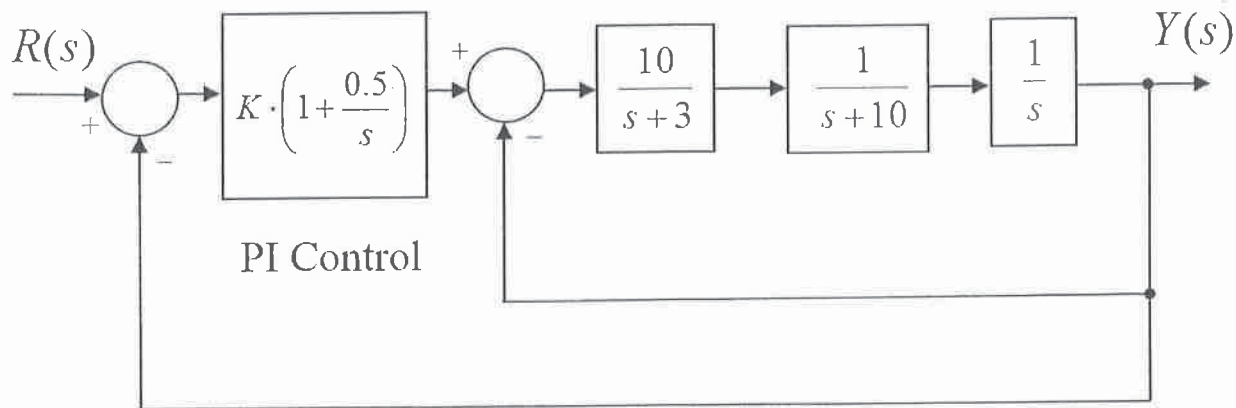 R(s)
Y(s)
+
−
K·(1+0.5/s)
+
−
10/(s+3)
1/(s+10)
1/s
PI Control